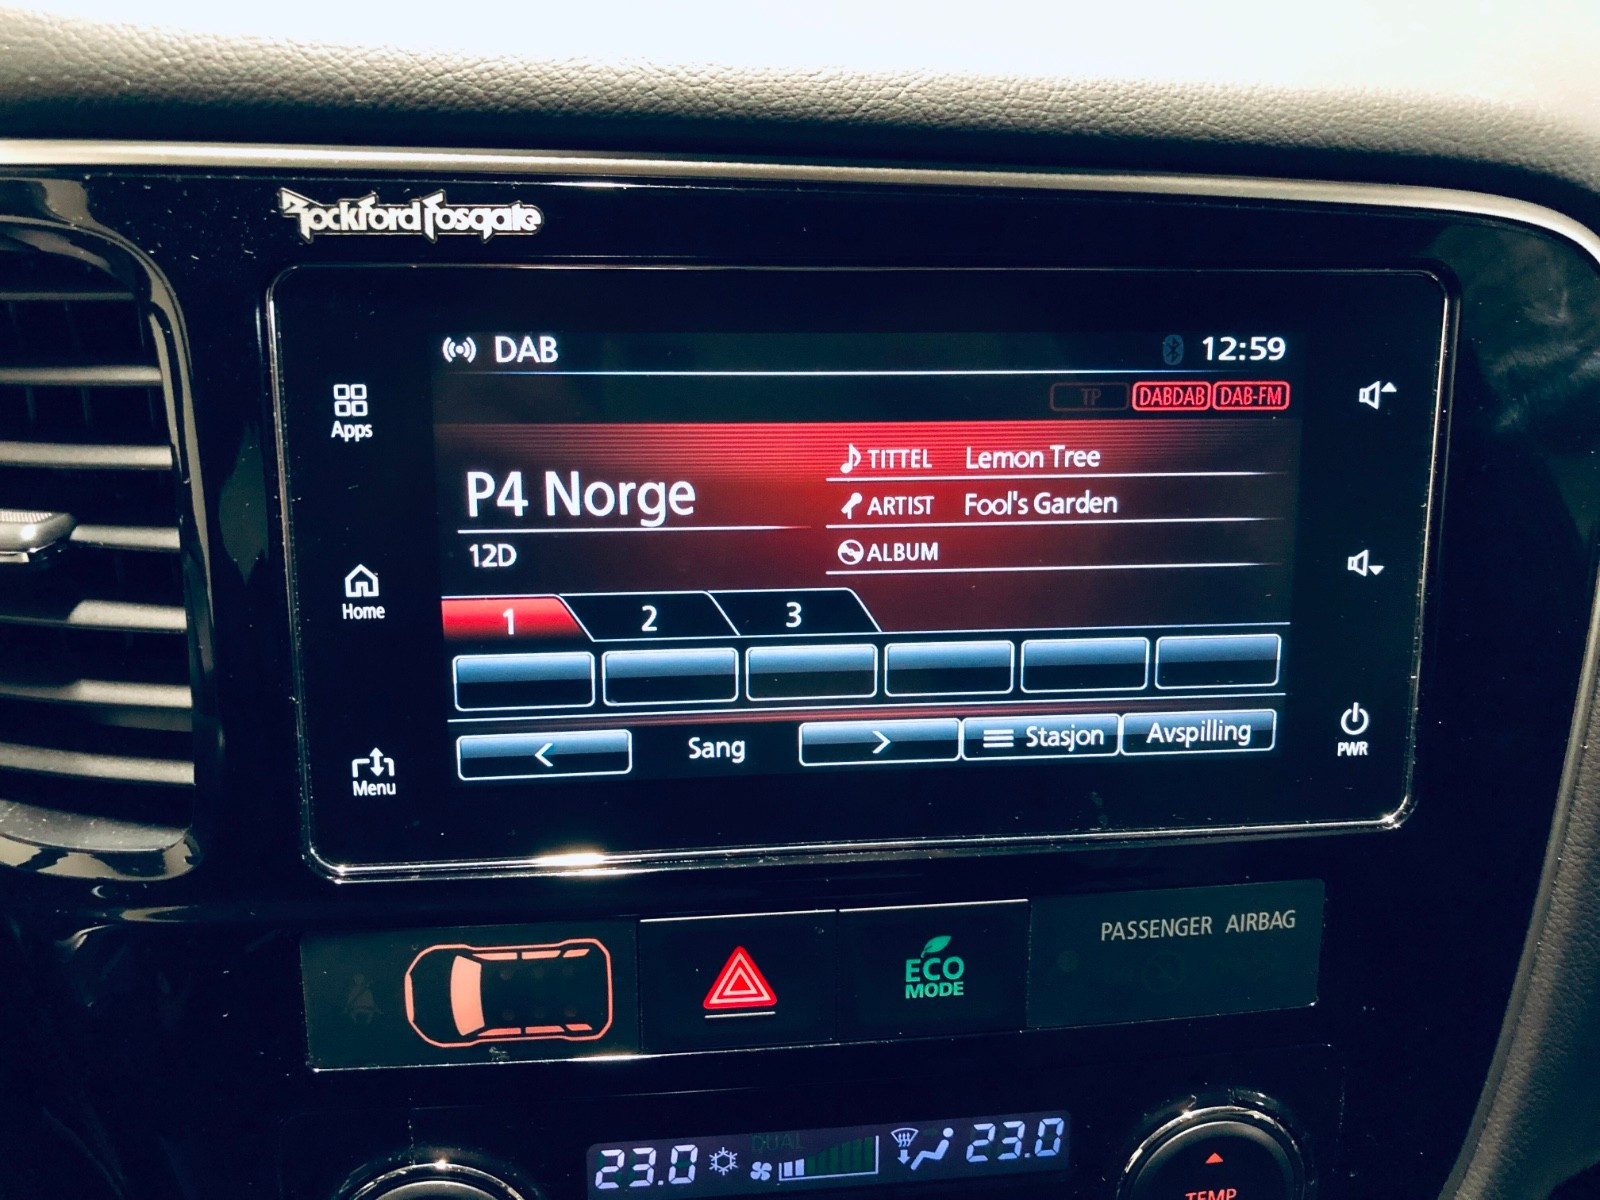 Rockford Fosgate
DAB 12:59
TP DABDAB DAB-FM
Apps
P4 Norge
12D
TITTEL Lemon Tree
ARTIST Fool's Garden
ALBUM
Home
1 2 3
Menu
< Sang > Stasjon Avspilling
PWR
ECO
MODE
PASSENGER AIRBAG
23.0 DUAL 23.0
TEMP